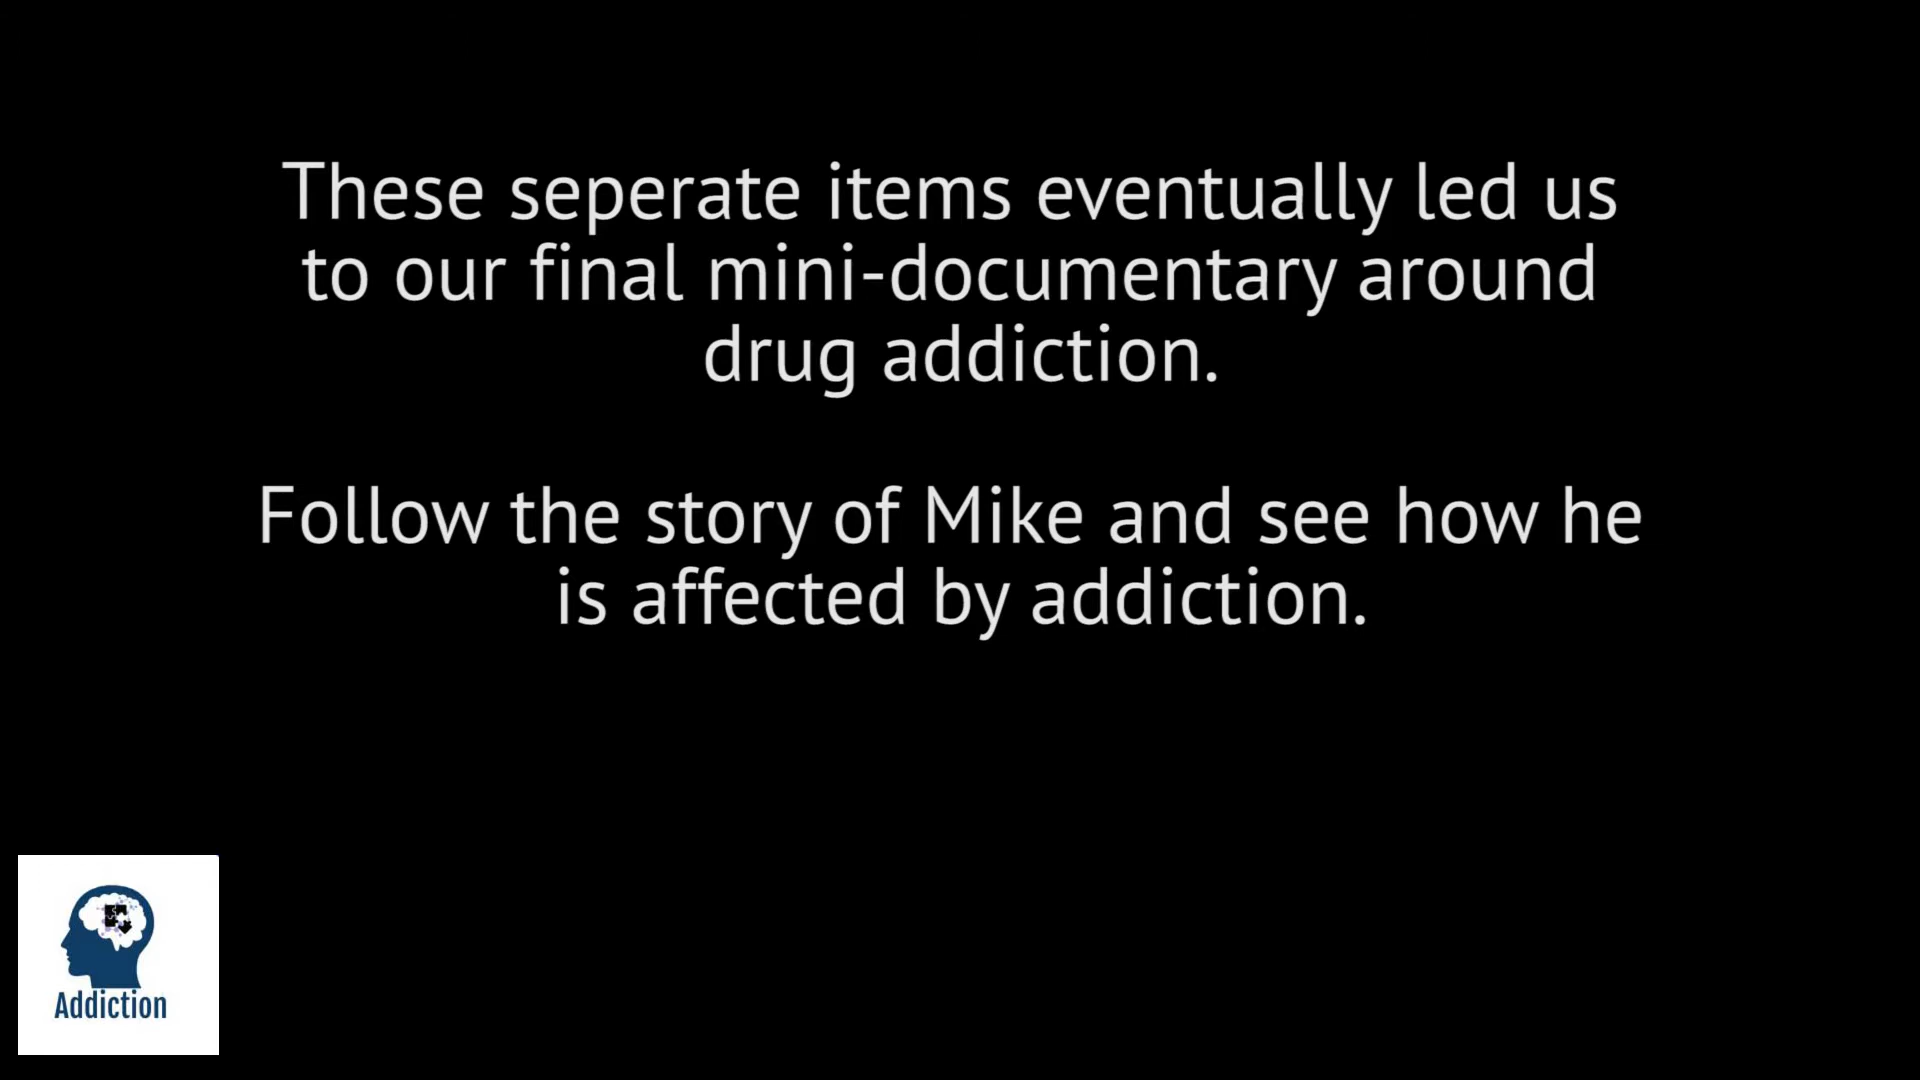 These seperate items eventually led us
to our final mini-documentary around
drug addiction.
Follow the story of Mike and see how he
is affected by addiction.
Addiction